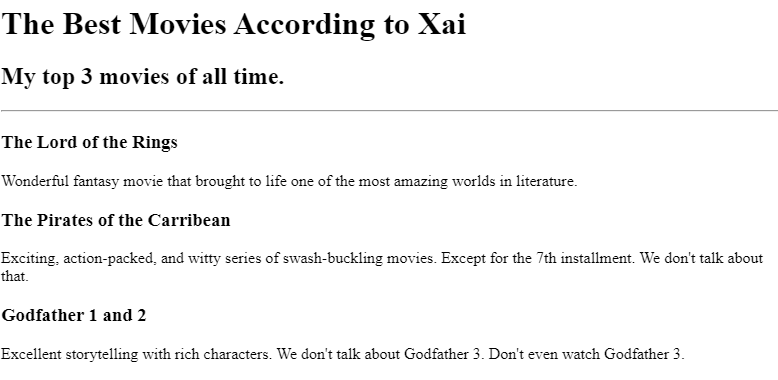 The Best Movies According to Xai
My top 3 movies of all time.
The Lord of the Rings
Wonderful fantasy movie that brought to life one of the most amazing worlds in literature.
The Pirates of the Carribean
Exciting, action-packed, and witty series of swash-buckling movies. Except for the 7th installment. We don't talk about
that.
Godfather 1 and 2
Excellent storytelling with rich characters. We don't talk about Godfather 3. Don't even watch Godfather 3.